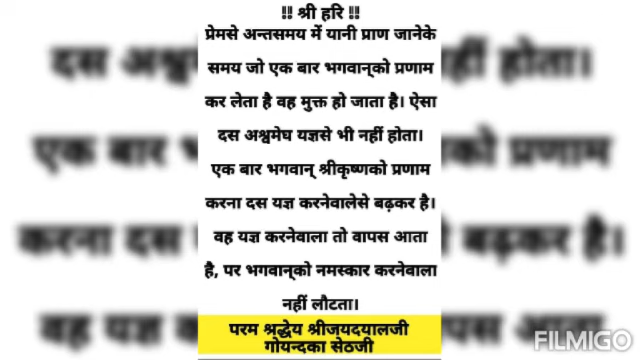 !! श्री हरि !!
प्रेमसे अन्तसमय में यानी प्राण जानेके
समय जो एक बार भगवान्को प्रणाम
कर लेता है वह मुक्त हो जाता है। ऐसा
दस अश्वमेघ यज्ञसे भी नहीं होता।
एक बार भगवान् श्रीकृष्णको प्रणाम
करना दस यज्ञ करनेवालेसे बढ़कर है।
वह यज्ञ करनेवाला तो वापस आता
है, पर भगवान्को नमस्कार करनेवाला
नहीं लौटता।
परम श्रद्धेय श्रीजयदयालजी
गोयन्दका सेठजी
FILMIGO